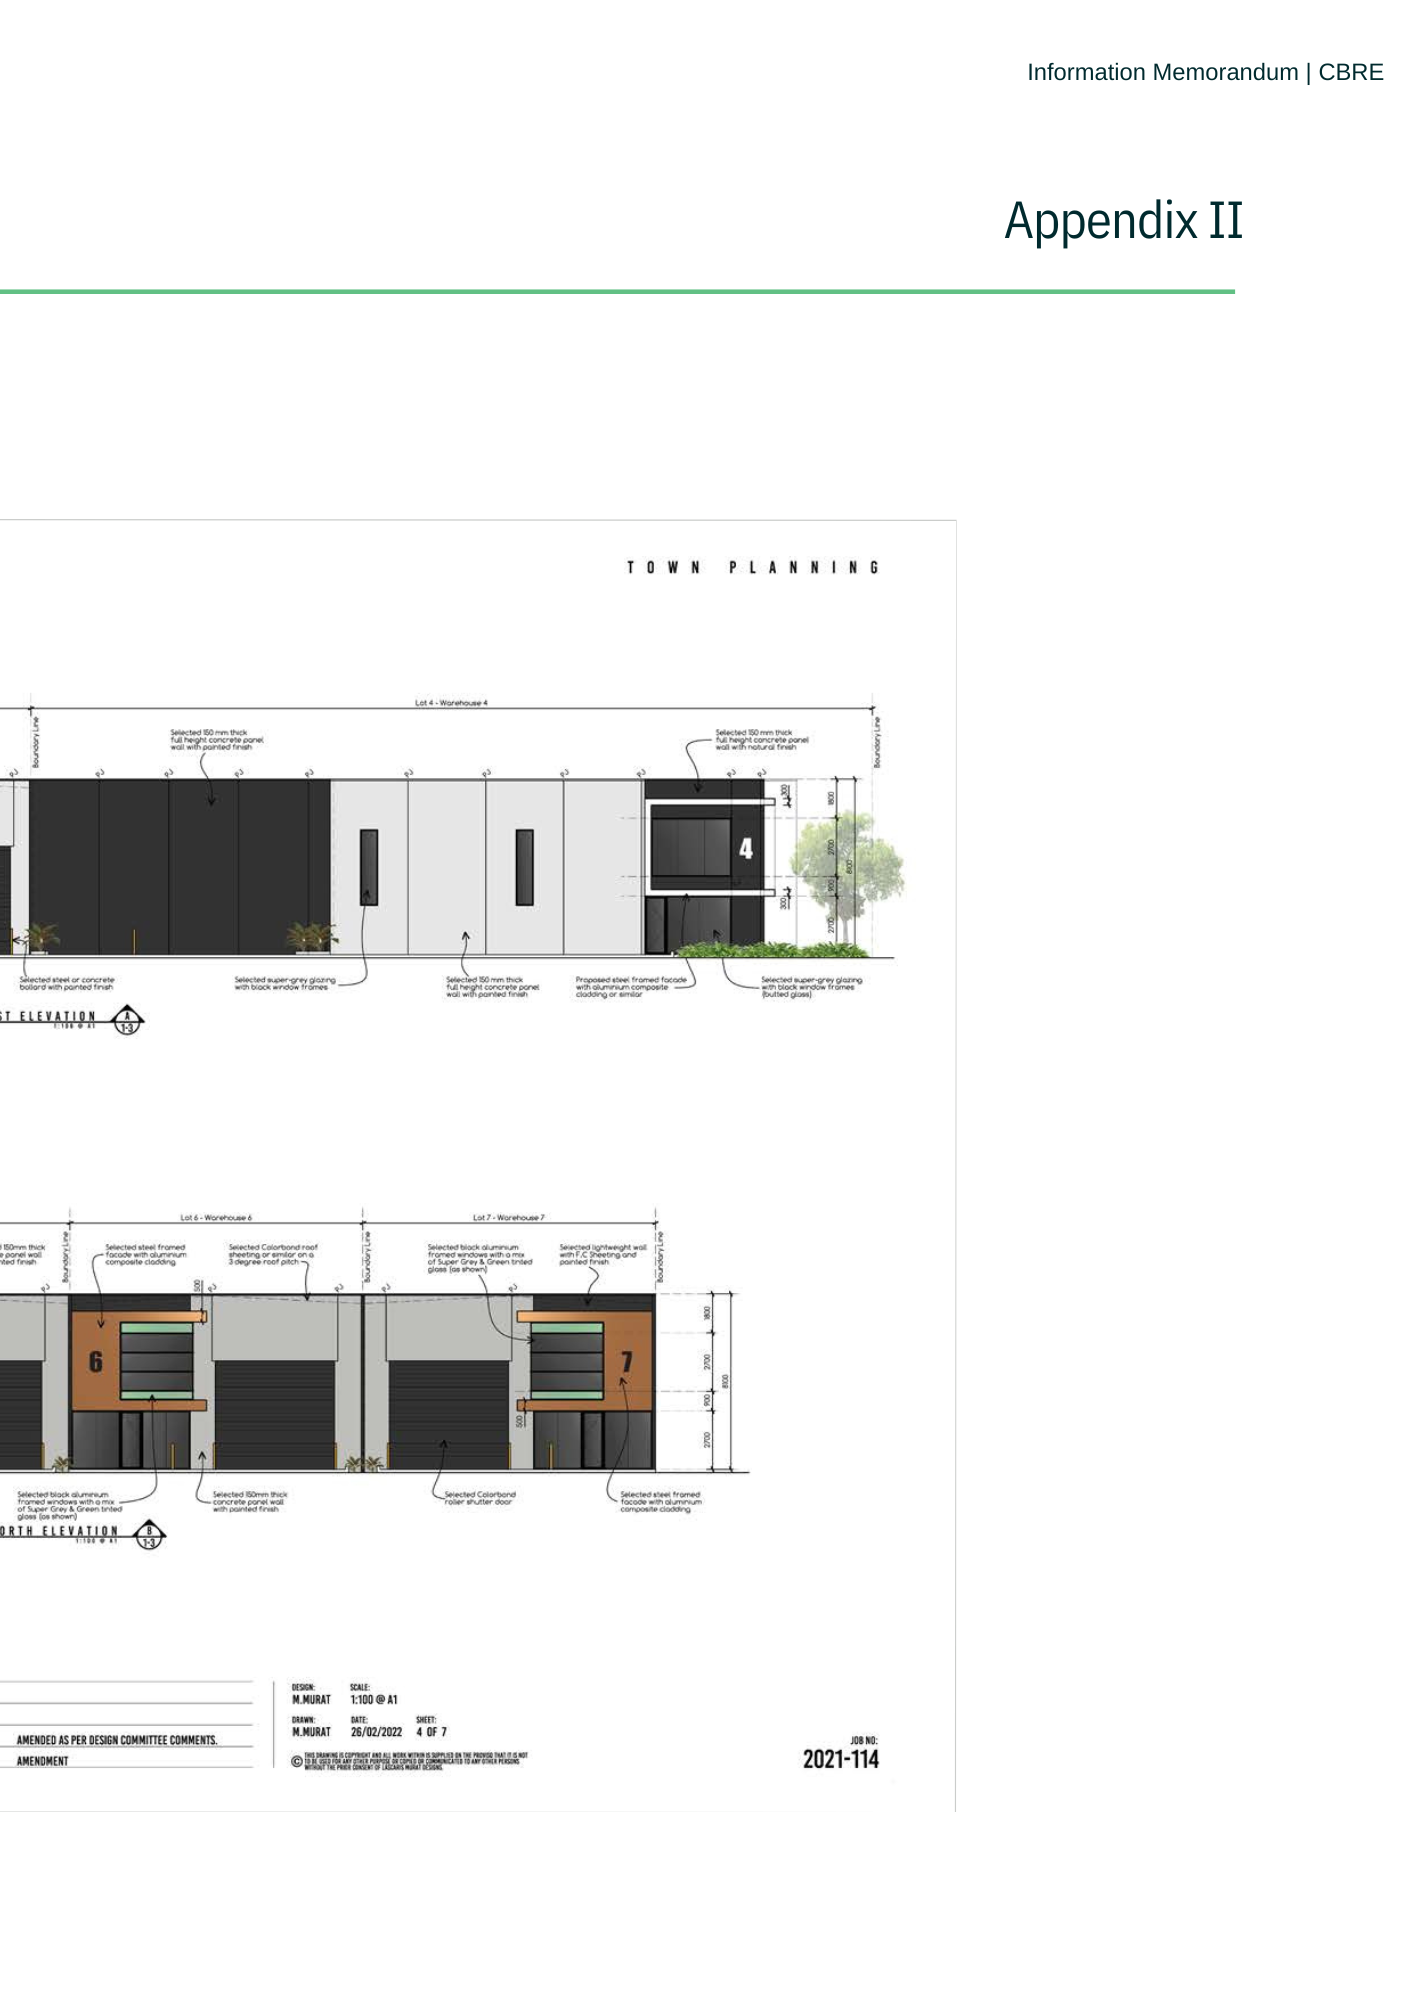 Information Memorandum | CBRE
Appendix II
TOWN PLANNING
Lot 4 - Warehouse 4
Boundary Line
Boundary Line
Selected 150 mm thick
full height concrete panel
wall with painted finish
Selected 150 mm thick
full height concrete panel
wall with natural finish
PJ PJ PJ PJ PJ PJ PJ PJ PJ PJ PJ
300
1800
2700
8100
900
300
2700
4
Selected steel or concrete
bollard with painted finish
Selected super-grey glazing
with black window frames
Selected 150 mm thick
full height concrete panel
wall with painted finish
Proposed steel framed facade
with aluminium composite
cladding or similar
Selected super-grey glazing
with black window frames
(butted glass)
ST ELEVATION
1:100 @ A1
A
1-3
Lot 6 - Warehouse 6
Lot 7 - Warehouse 7
Boundary Line
Boundary Line
Boundary Line
150mm thick
panel wall
finish
Selected steel framed
facade with aluminium
composite cladding
Selected Colorbond roof
sheeting or similar on a
3 degree roof pitch
Selected black aluminium
framed windows with a mix
of Super Grey & Green tinted
glass (as shown)
Selected lightweight wall
with F.C Sheeting and
painted finish
PJ PJ PJ PJ PJ
500
500
6
7
1800
2700
900
2700
8100
Selected black aluminium
framed windows with a mix
of Super Grey & Green tinted
glass (as shown)
Selected 150mm thick
concrete panel wall
with painted finish
Selected Colorbond
roller shutter door
Selected steel framed
facade with aluminium
composite cladding
ORTH ELEVATION
1:100 @ A1
B
1-3
AMENDED AS PER DESIGN COMMITTEE COMMENTS.
AMENDMENT
DESIGN: SCALE:
M.MURAT 1:100 @ A1
DRAWN: DATE: SHEET:
M.MURAT 26/02/2022 4 OF 7
© THIS DRAWING IS COPYRIGHT AND ALL WORK WITHIN IS SUPPLIED ON THE PROVISO THAT IT IS NOT
TO BE USED FOR ANY OTHER PURPOSE OR COPIED OR COMMUNICATED TO ANY OTHER PERSONS
WITHOUT THE PRIOR CONSENT OF LASCARIS MURAT DESIGNS.
JOB NO:
2021-114